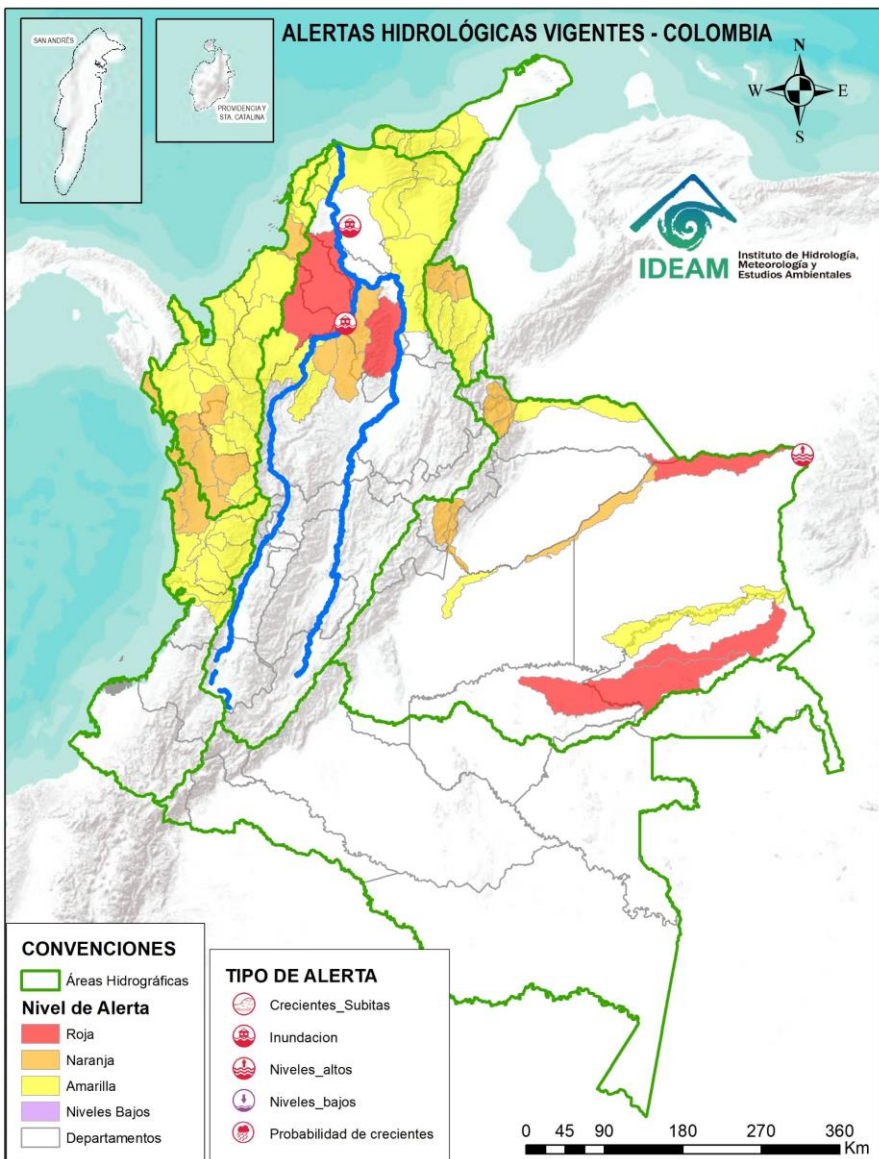 ALERTAS HIDROLÓGICAS VIGENTES - COLOMBIA
SAN ANDRÉS
PROVIDENCIA Y
STA. CATALINA
N
W
E
S
IDEAM
Instituto de Hidrología,
Meteorología y
Estudios Ambientales
CONVENCIONES
Áreas Hidrográficas
Nivel de Alerta
Roja
Naranja
Amarilla
Niveles Bajos
Departamentos
TIPO DE ALERTA
Crecientes_Subitas
Inundacion
Niveles_altos
Niveles_bajos
Probabilidad de crecientes
0 45 90 180 270 360
Km